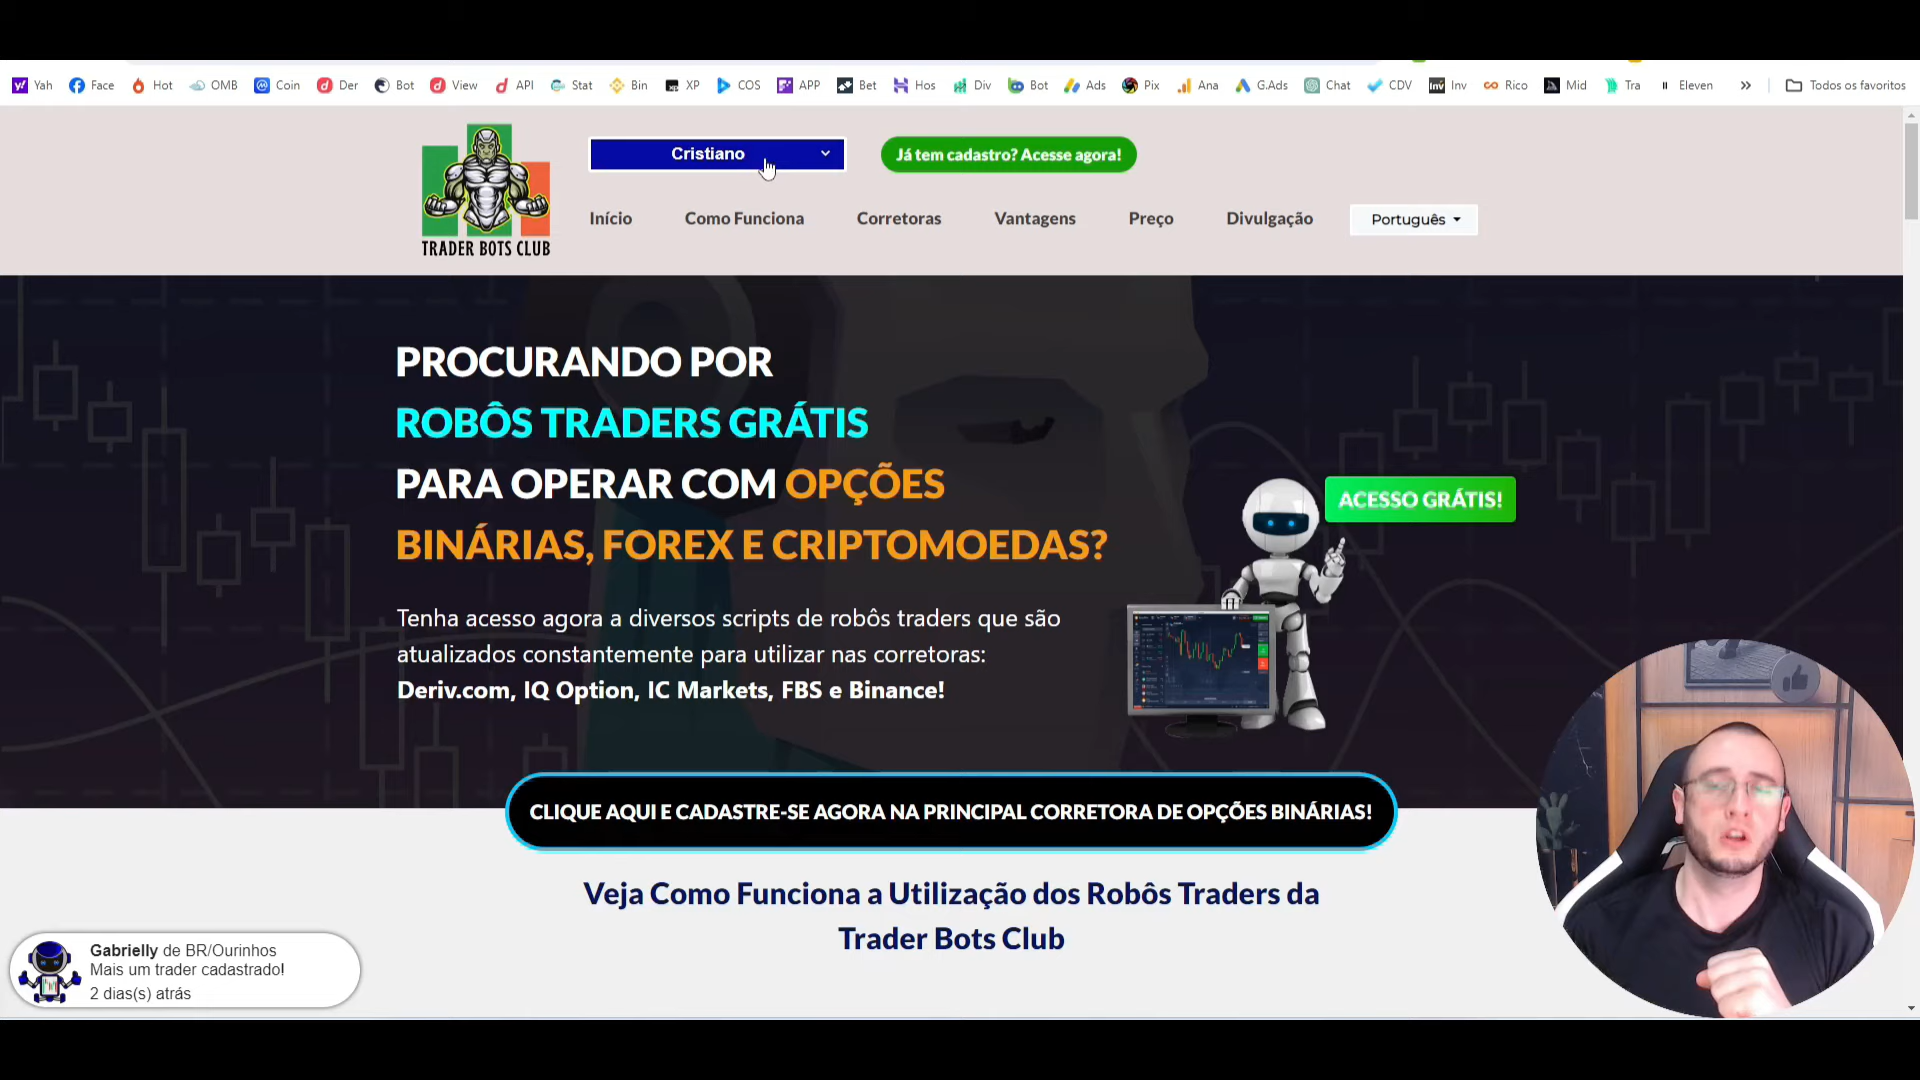 Yah Face Hot OMB Coin Der Bot View API Stat Bin XP COS APP Bet Hos Div Bot Ads Pix Ana G.Ads Chat CDV Inv Rico Mid Tra Eleven » Todos os favoritos
Cristiano
Já tem cadastro? Acesse agora!
TRADER BOTS CLUB
Início Como Funciona Corretoras Vantagens Preço Divulgação Português
PROCURANDO POR
ROBÔS TRADERS GRÁTIS
PARA OPERAR COM OPÇÕES
BINÁRIAS, FOREX E CRIPTOMOEDAS?
ACESSO GRÁTIS!
Tenha acesso agora a diversos scripts de robôs traders que são
atualizados constantemente para utilizar nas corretoras:
Deriv.com, IQ Option, IC Markets, FBS e Binance!
CLIQUE AQUI E CADASTRE-SE AGORA NA PRINCIPAL CORRETORA DE OPÇÕES BINÁRIAS!
Veja Como Funciona a Utilização dos Robôs Traders da
Trader Bots Club
Gabrielly de BR/Ourinhos
Mais um trader cadastrado!
2 dias(s) atrás